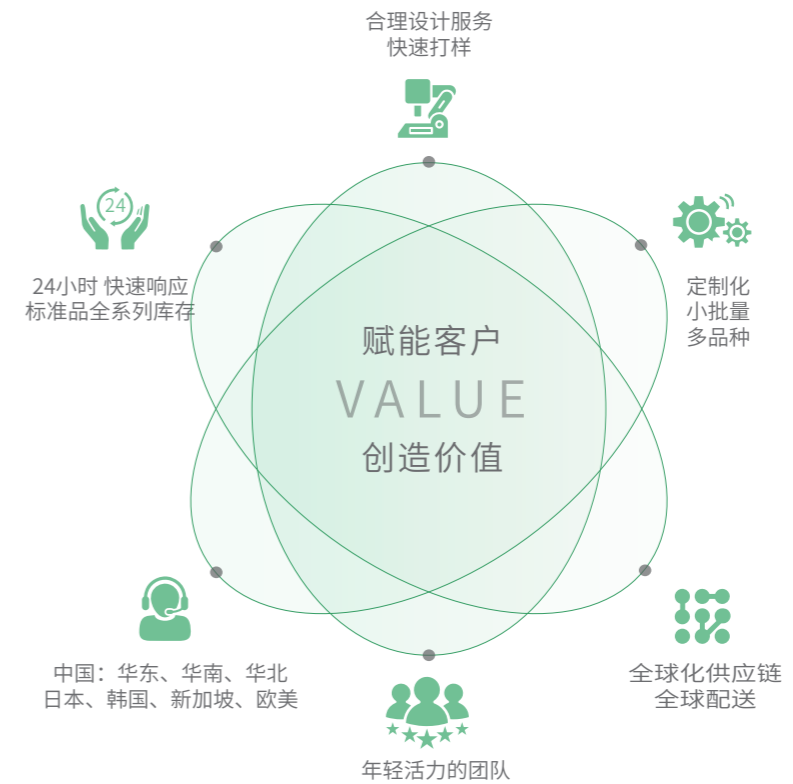 合理设计服务
快速打样
24
24小时 快速响应
标准品全系列库存
定制化
小批量
多品种
赋能客户
VALUE
创造价值
中国：华东、华南、华北
日本、韩国、新加坡、欧美
全球化供应链
全球配送
年轻活力的团队